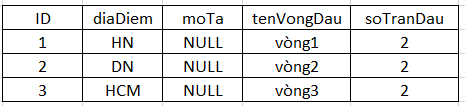 ID diaDiem moTa tenVongDau soTranDau
1 HN NULL vòng1 2
2 DN NULL vòng2 2
3 HCM NULL vòng3 2